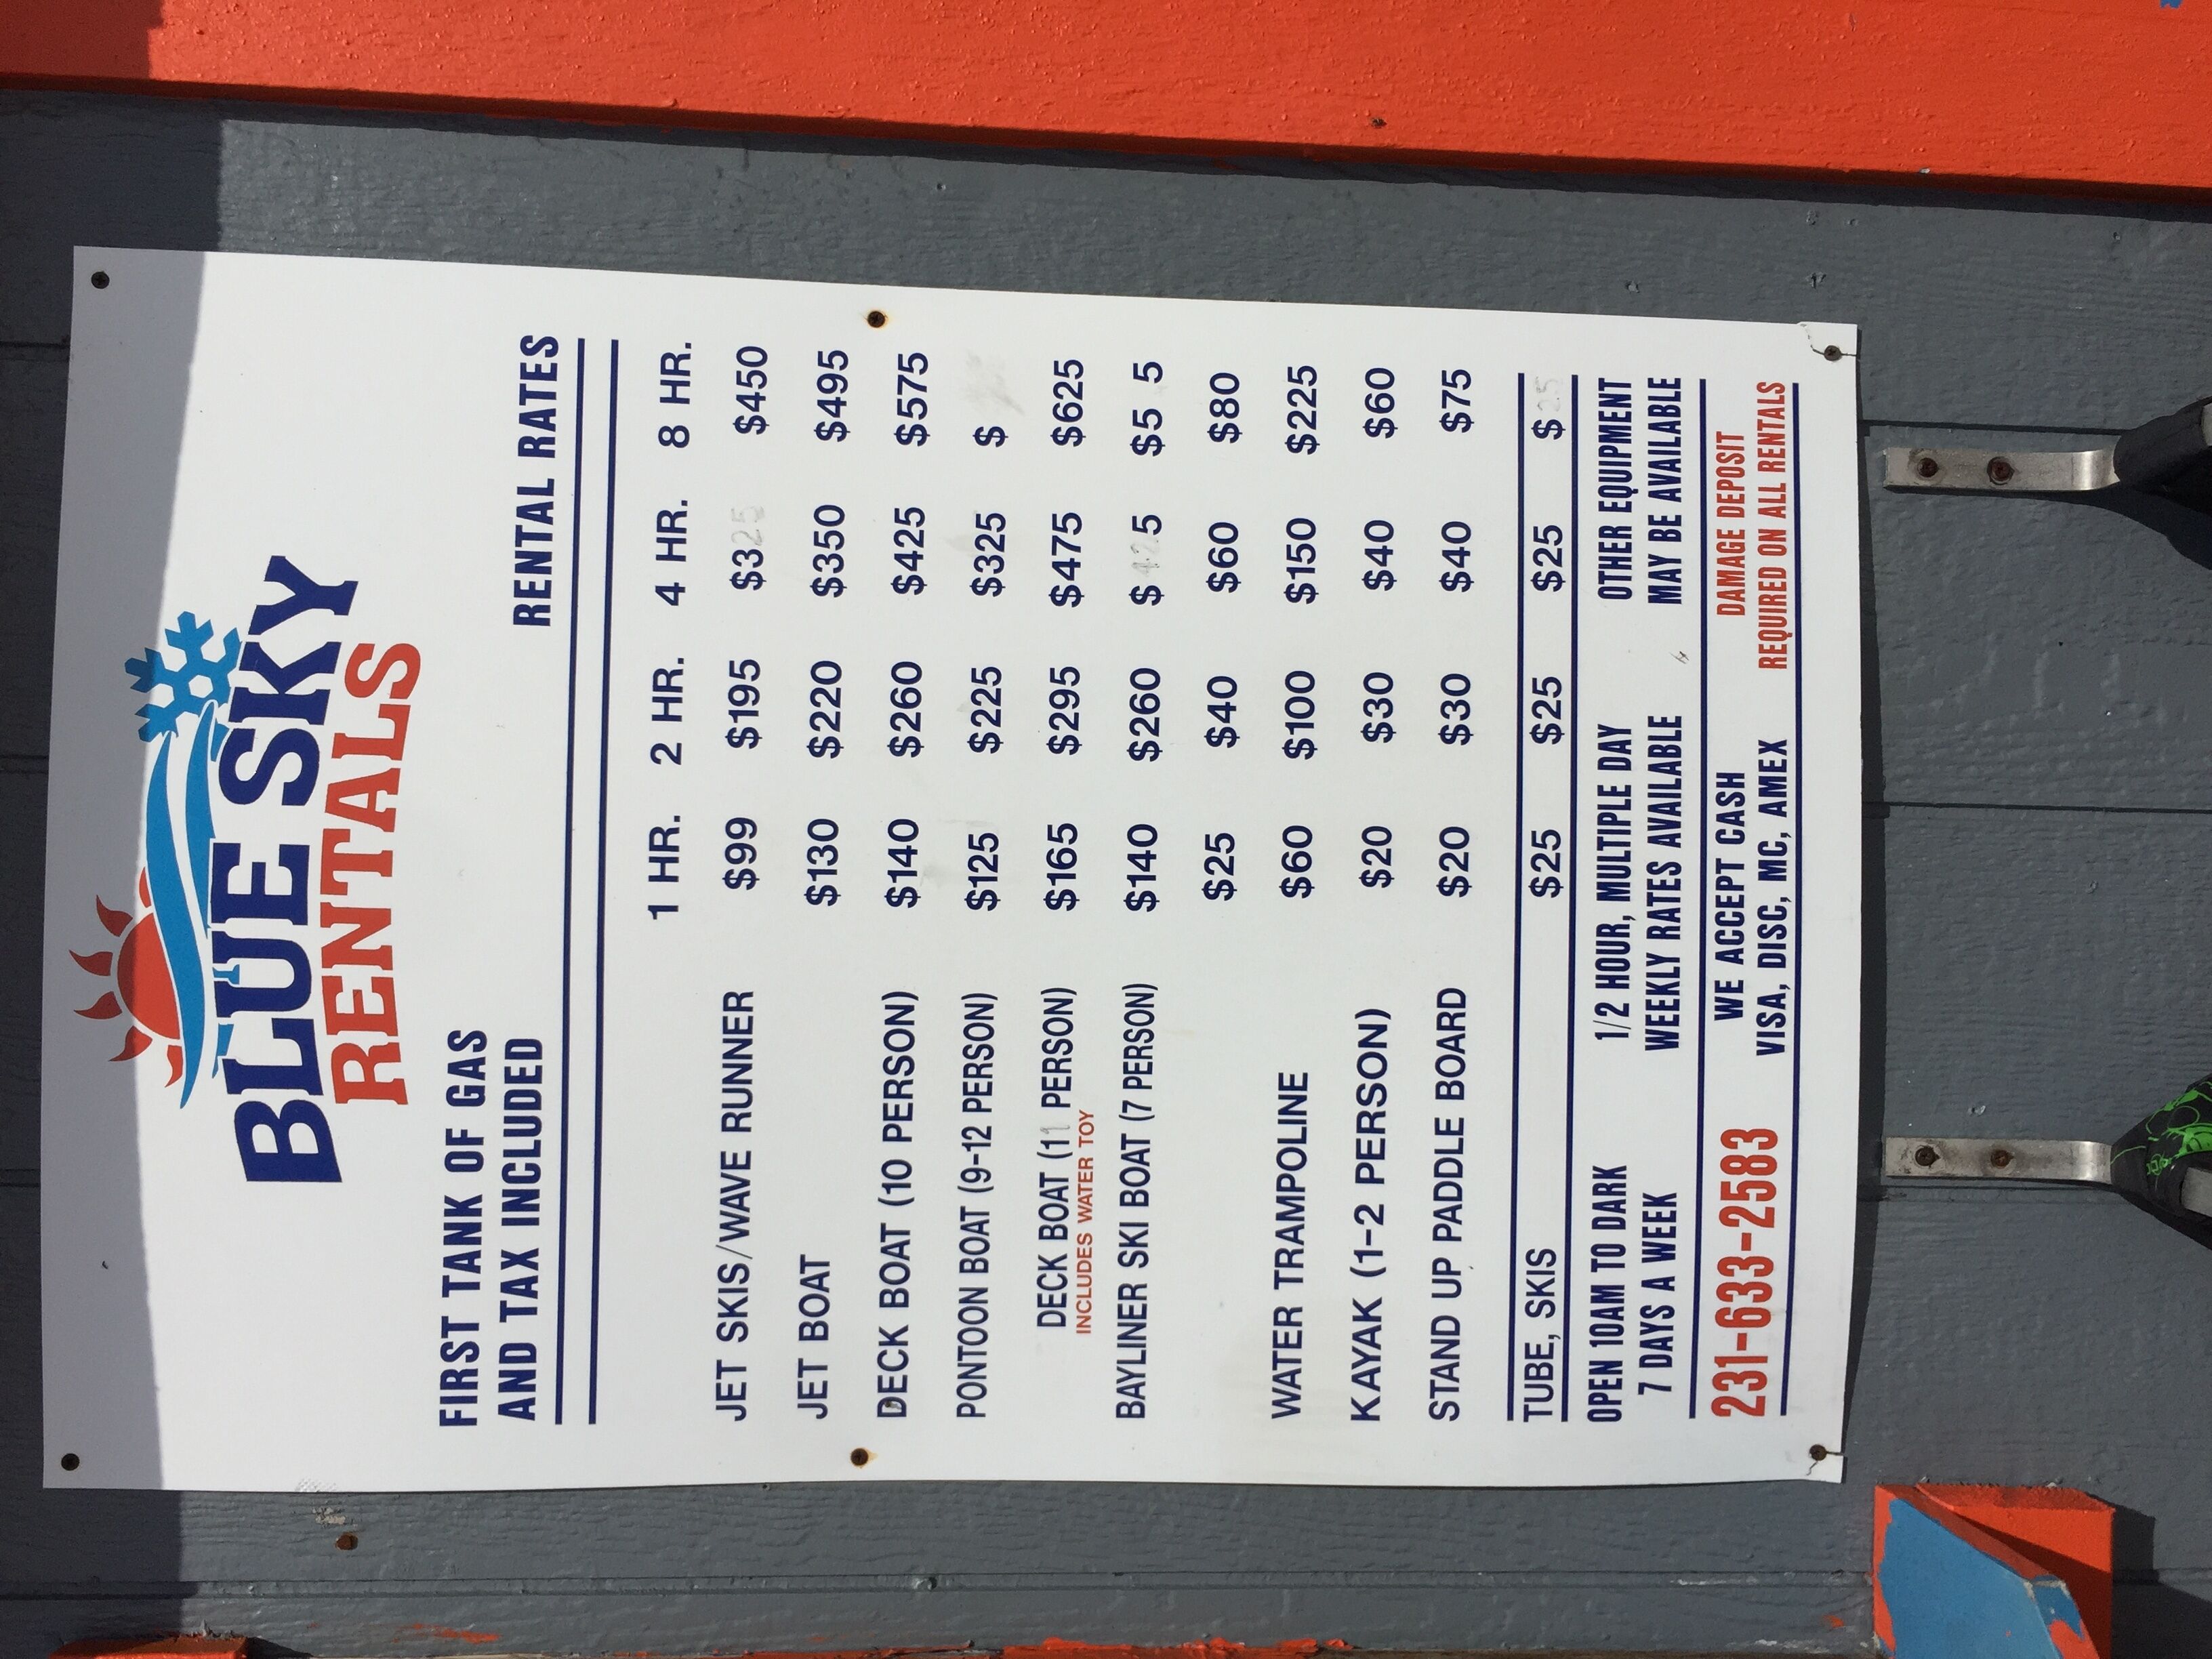 BLUE SKY
RENTALS
FIRST TANK OF GAS
AND TAX INCLUDED
RENTAL RATES
1 HR. 2 HR. 4 HR. 8 HR.
JET SKIS/WAVE RUNNER $99 $195 $325 $450
JET BOAT $130 $220 $350 $495
DECK BOAT (10 PERSON) $140 $260 $425 $575
PONTOON BOAT (9-12 PERSON) $125 $225 $325 $
DECK BOAT (11 PERSON) $165 $295 $475 $625
INCLUDES WATER TOY
BAYLINER SKI BOAT (7 PERSON) $140 $260 $425 $5 5
$25 $40 $60 $80
WATER TRAMPOLINE $60 $100 $150 $225
KAYAK (1-2 PERSON) $20 $30 $40 $60
STAND UP PADDLE BOARD $20 $30 $40 $75
TUBE, SKIS $25 $25 $25 $
OPEN 10AM TO DARK
7 DAYS A WEEK
1/2 HOUR, MULTIPLE DAY
WEEKLY RATES AVAILABLE
OTHER EQUIPMENT
MAY BE AVAILABLE
231-633-2583
WE ACCEPT CASH
VISA, DISC, MC, AMEX
DAMAGE DEPOSIT
REQUIRED ON ALL RENTALS